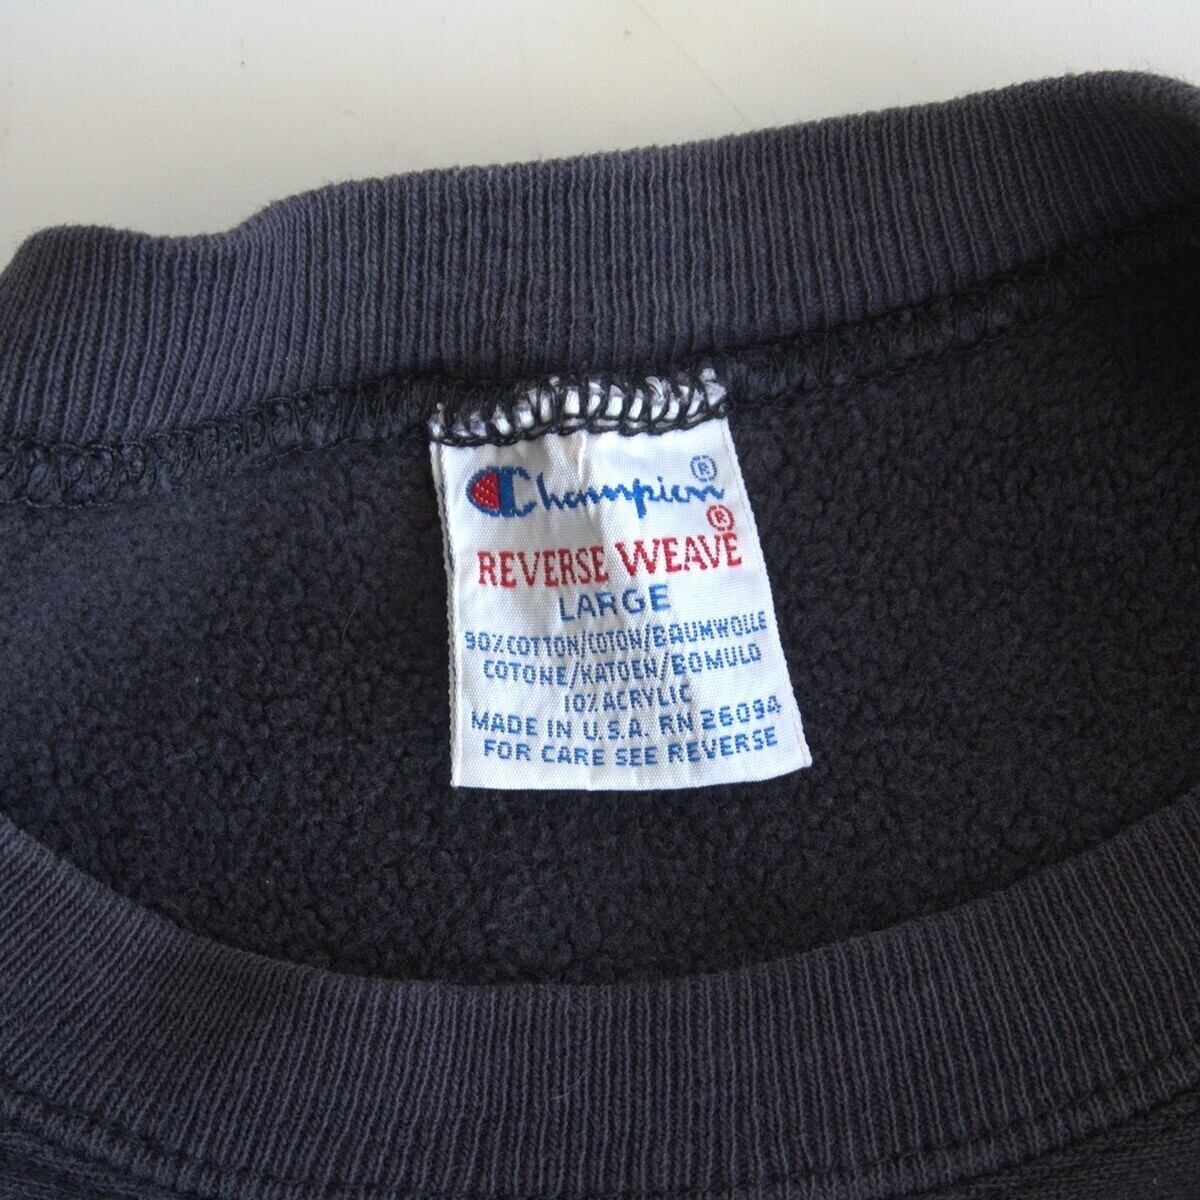 Champion®
REVERSE WEAVE®
LARGE
90% COTTON/COTON/BAUMWOLLE
COTONE/KATOEN/BOMULD
10% ACRYLIC
MADE IN U.S.A. RN 26094
FOR CARE SEE REVERSE